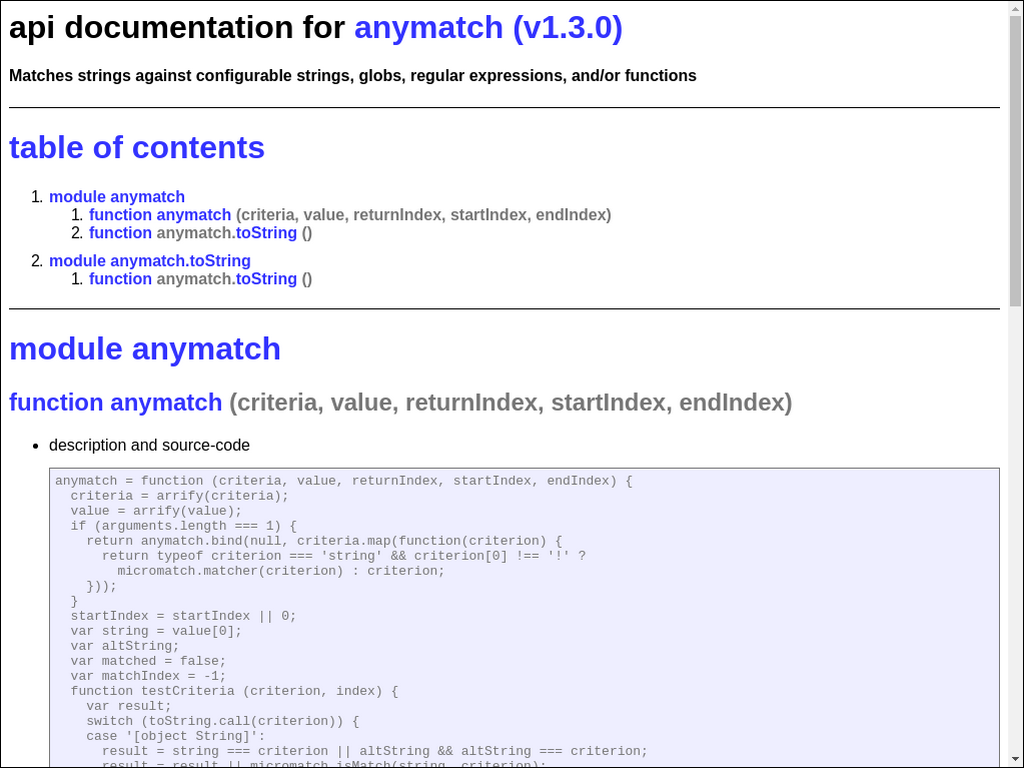 api documentation for anymatch (v1.3.0)
Matches strings against configurable strings, globs, regular expressions, and/or functions
table of contents
1. module anymatch
1. function anymatch (criteria, value, returnIndex, startIndex, endIndex)
2. function anymatch.toString ()
2. module anymatch.toString
1. function anymatch.toString ()
module anymatch
function anymatch (criteria, value, returnIndex, startIndex, endIndex)
• description and source-code
anymatch = function (criteria, value, returnIndex, startIndex, endIndex) {
  criteria = arrify(criteria);
  value = arrify(value);
  if (arguments.length === 1) {
    return anymatch.bind(null, criteria.map(function(criterion) {
      return typeof criterion === 'string' && criterion[0] !== '!' ?
        micromatch.matcher(criterion) : criterion;
    }));
  }
  startIndex = startIndex || 0;
  var string = value[0];
  var altString;
  var matched = false;
  var matchIndex = -1;
  function testCriteria (criterion, index) {
    var result;
    switch (toString.call(criterion)) {
    case '[object String]':
      result = string === criterion || altString && altString === criterion;
      result = result || micromatch.isMatch(string, criterion);